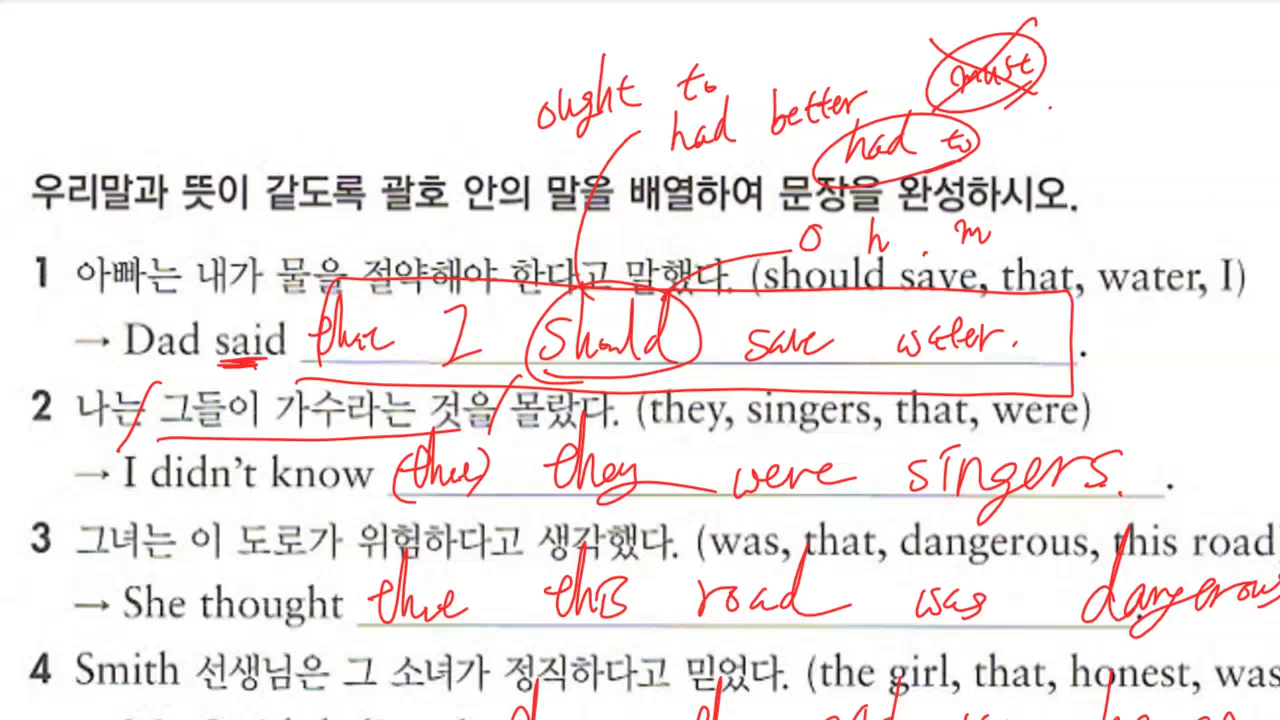 ought to
had better
must
had to
우리말과 뜻이 같도록 괄호 안의 말을 배열하여 문장을 완성하시오.
o h. m
1 아빠는 내가 물을 절약해야 한다고 말했다. (should save, that, water, I)
→ Dad said that I should save water. .
2 나는 그들이 가수라는 것을 몰랐다. (they, singers, that, were)
→ I didn't know (that) they were singers. .
3 그녀는 이 도로가 위험하다고 생각했다. (was, that, dangerous, this road
→ She thought that this road was dangerous
4 Smith 선생님은 그 소녀가 정직하다고 믿었다. (the girl, that, honest, was